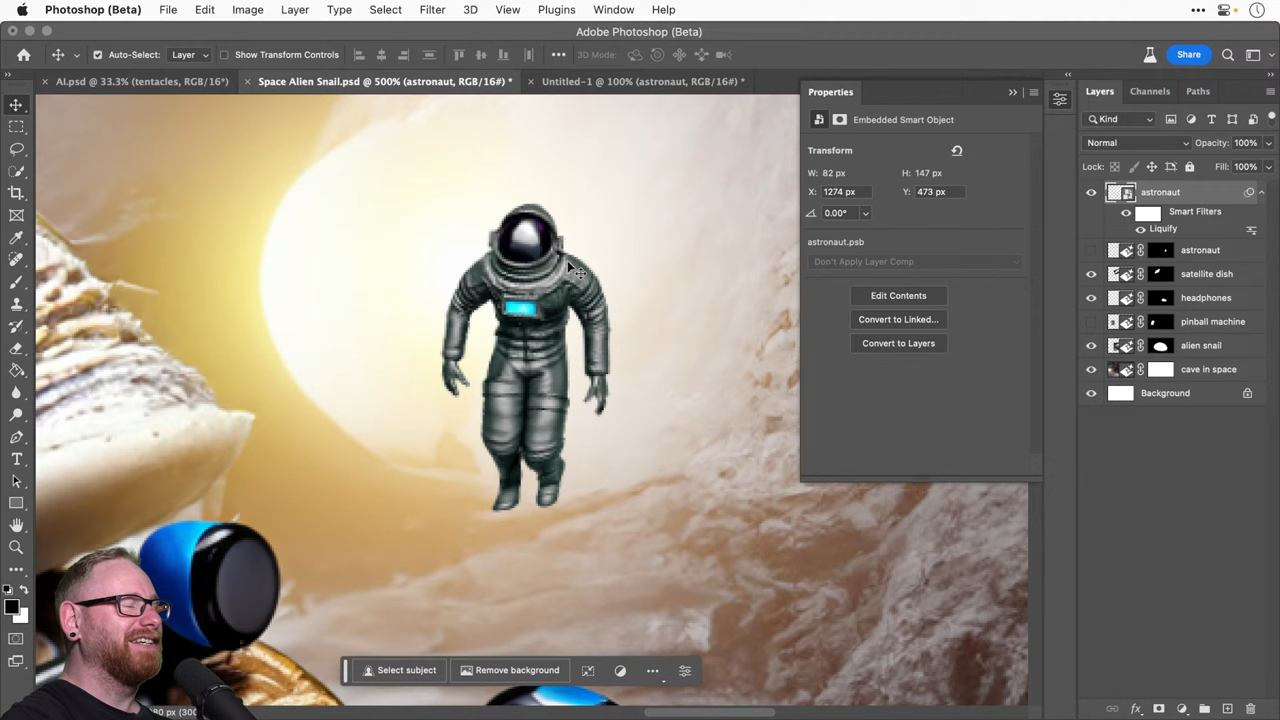 Photoshop (Beta) File Edit Image Layer Type Select Filter 3D View Plugins Window Help
Adobe Photoshop (Beta)
Auto-Select: Layer Show Transform Controls 3D Mode: Share
AI.psd @ 33.3% (tentacles, RGB/16*) Space Alien Snail.psd @ 500% (astronaut, RGB/16#) * Untitled-1 @ 100% (astronaut, RGB/16#) *
Properties
Embedded Smart Object
Transform
W: 82 px H: 147 px
X: 1274 px Y: 473 px
0.00°
astronaut.psb
Don't Apply Layer Comp
Edit Contents
Convert to Linked...
Convert to Layers
Layers Channels Paths
Kind
Normal Opacity: 100%
Lock: Fill: 100%
astronaut
Smart Filters
Liquify
astronaut
satellite dish
headphones
pinball machine
alien snail
cave in space
Background
Select subject Remove background